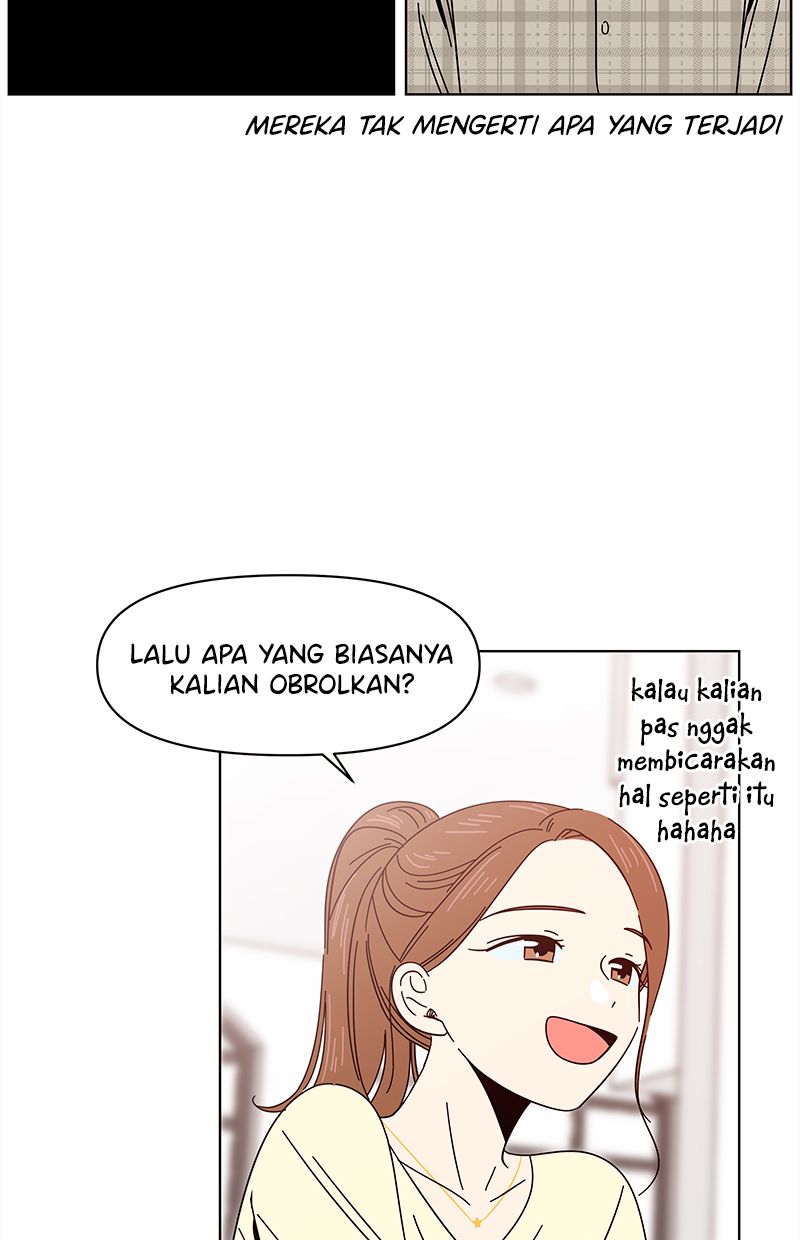 MEREKA TAK MENGERTI APA YANG TERJADI
LALU APA YANG BIASANYA
KALIAN OBROLKAN?
kalau kalian
pas nggak
membicarakan
hal seperti itu
hahaha